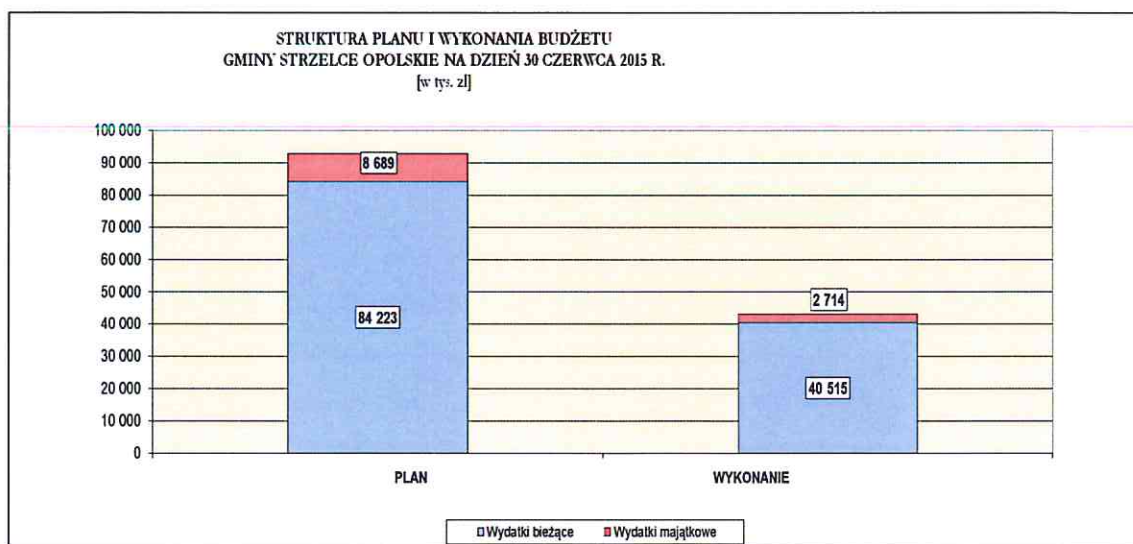 STRUKTURA PLANU I WYKONANIA BUDŻETU
GMINY STRZELCE OPOLSKIE NA DZIEŃ 30 CZERWCA 2015 R.
[w tys. zł]
100 000
90 000
80 000
70 000
60 000
50 000
40 000
30 000
20 000
10 000
0
8 689
84 223
2 714
40 515
PLAN
WYKONANIE
Wydatki bieżące Wydatki majątkowe